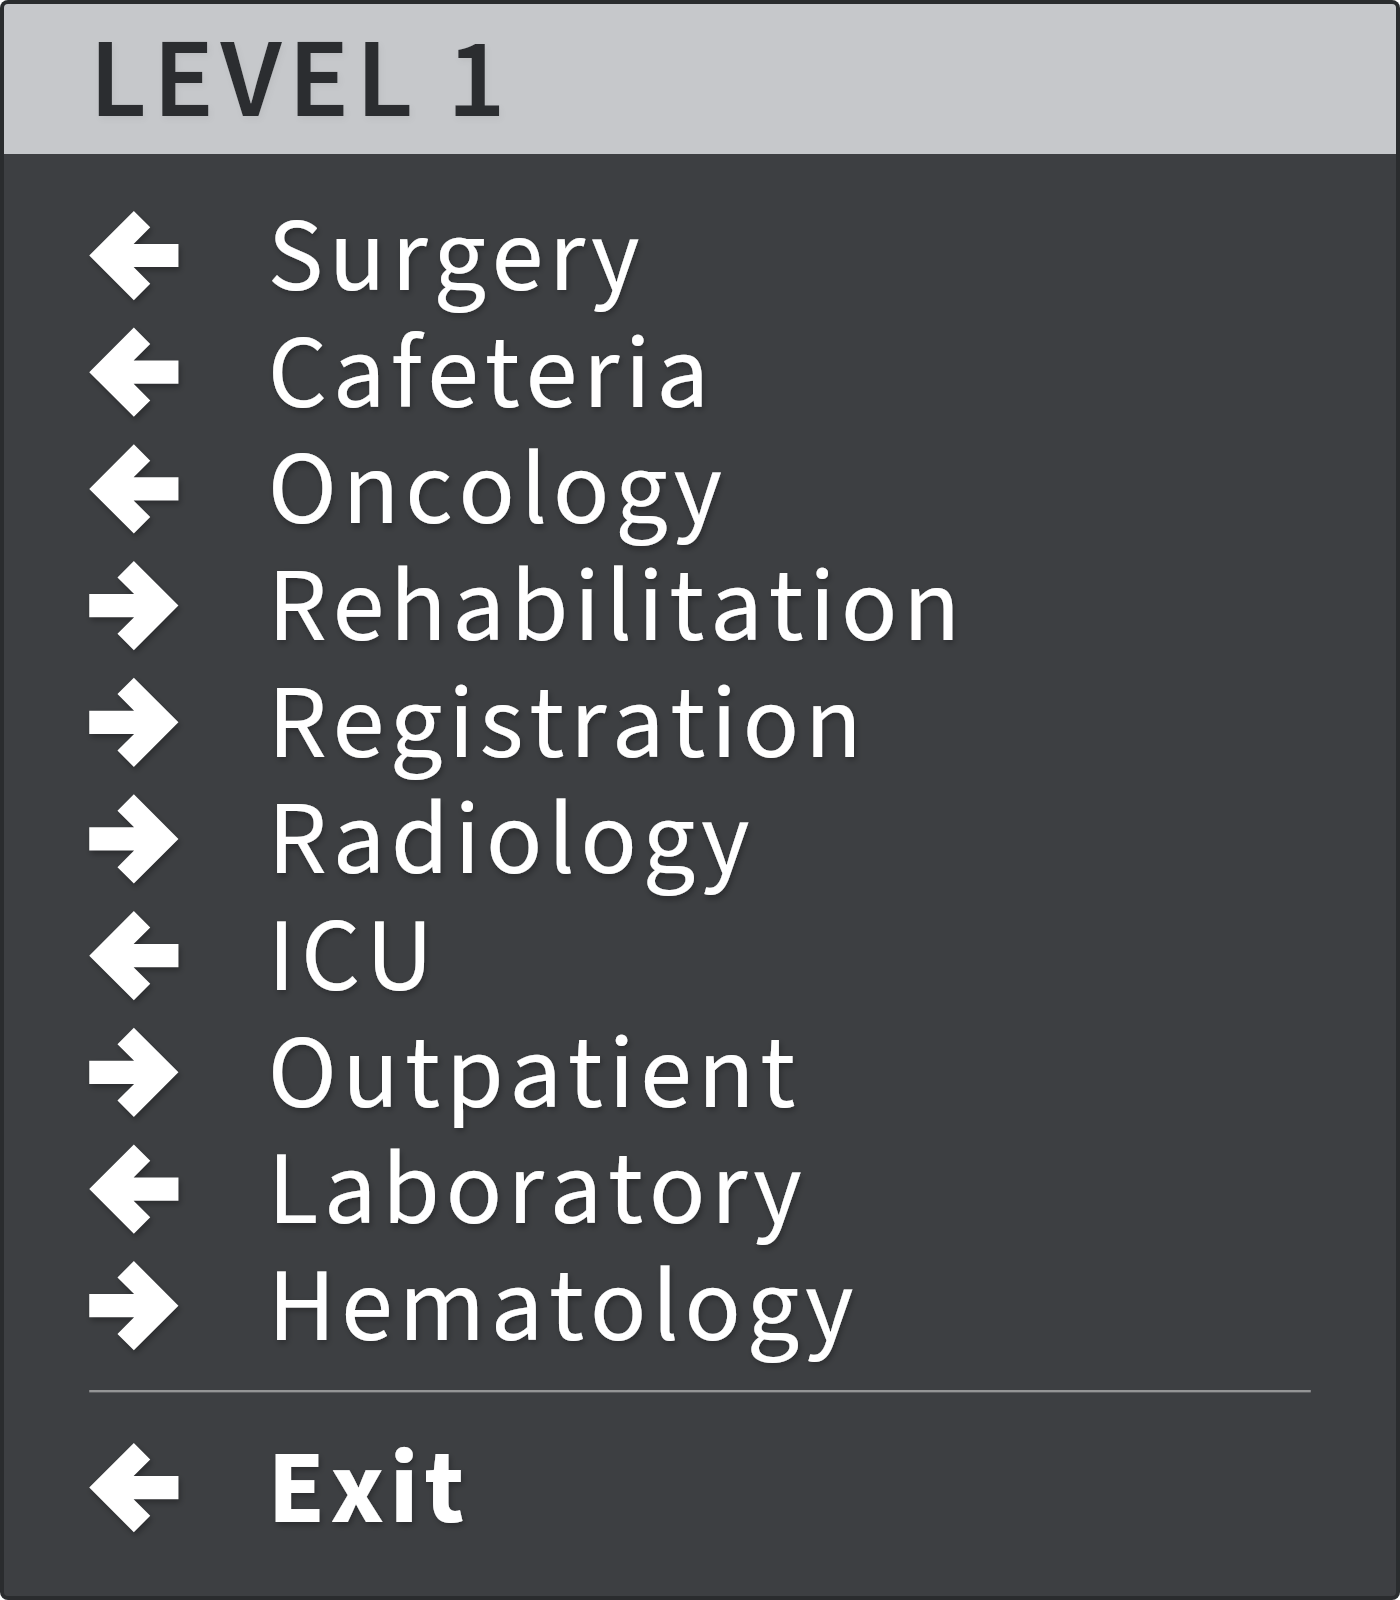 LEVEL 1
Surgery
Cafeteria
Oncology
Rehabilitation
Registration
Radiology
ICU
Outpatient
Laboratory
Hematology
Exit